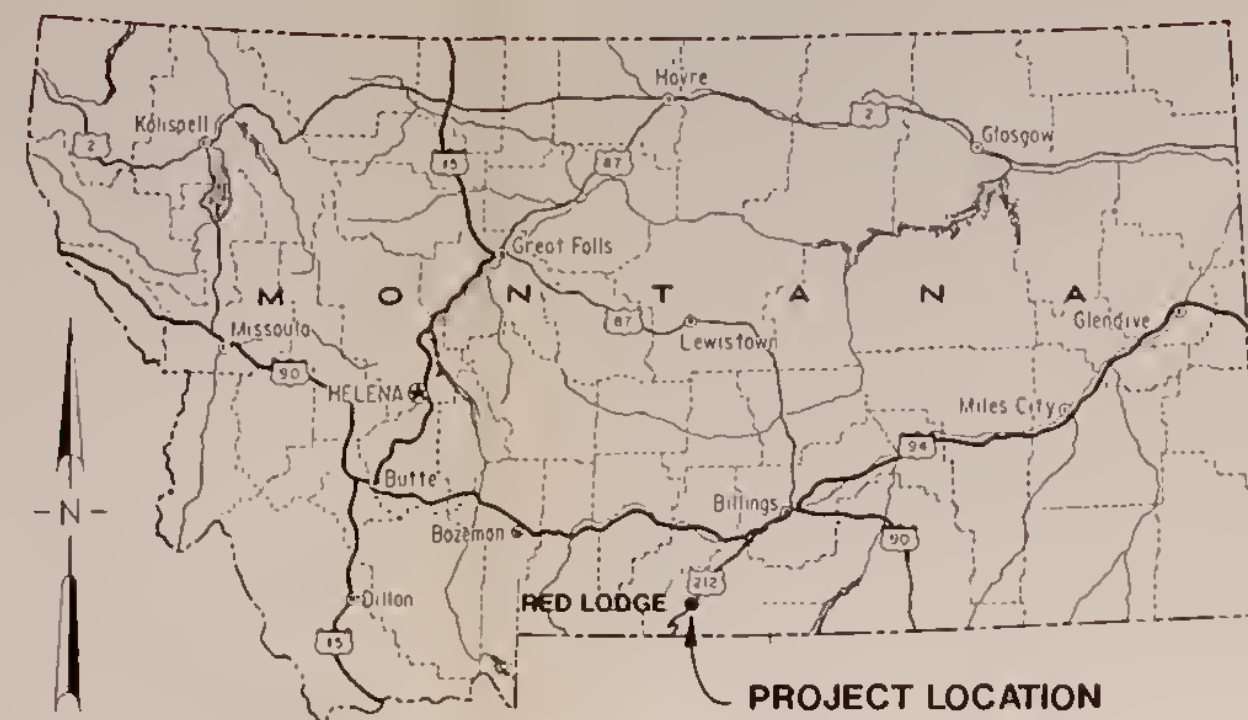 Havre
2
Kalispell
Glasgow
2
15
87
Great Falls
M O N T A N A
Glendive
87
Lewistown
Missoula
90
HELENA
Miles City
94
Butte
Billings
Bozeman
90
212
RED LODGE
Dillon
15
N
PROJECT LOCATION